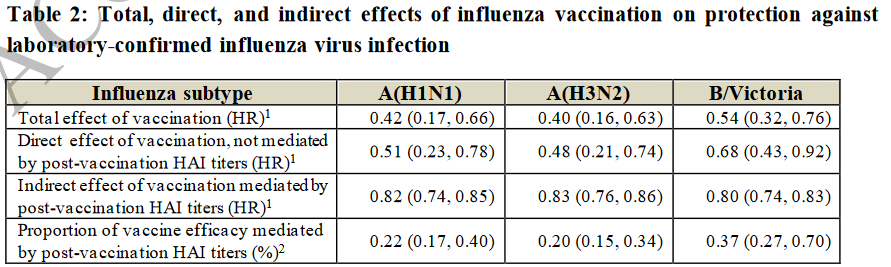 Table 2: Total, direct, and indirect effects of influenza vaccination on protection against
laboratory-confirmed influenza virus infection
Influenza subtype A(H1N1) A(H3N2) B/Victoria
Total effect of vaccination (HR)¹ 0.42 (0.17, 0.66) 0.40 (0.16, 0.63) 0.54 (0.32, 0.76)
Direct effect of vaccination, not mediated
by post-vaccination HAI titers (HR)¹ 0.51 (0.23, 0.78) 0.48 (0.21, 0.74) 0.68 (0.43, 0.92)
Indirect effect of vaccination mediated by
post-vaccination HAI titers (HR)¹ 0.82 (0.74, 0.85) 0.83 (0.76, 0.86) 0.80 (0.74, 0.83)
Proportion of vaccine efficacy mediated
by post-vaccination HAI titers (%)² 0.22 (0.17, 0.40) 0.20 (0.15, 0.34) 0.37 (0.27, 0.70)